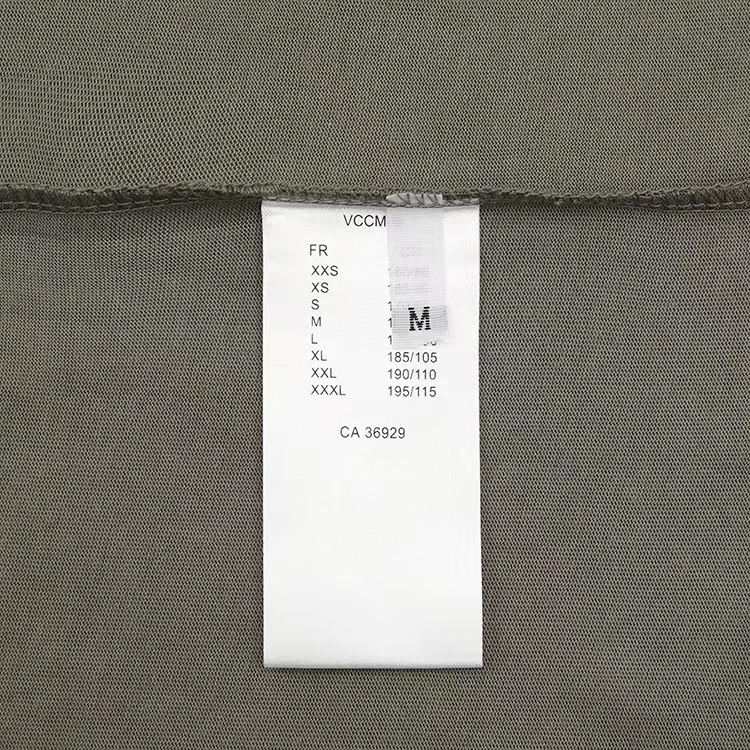 VCCM
FR
XXS
XS
S
M
L
XL 185/105
XXL 190/110
XXXL 195/115
M
CA 36929